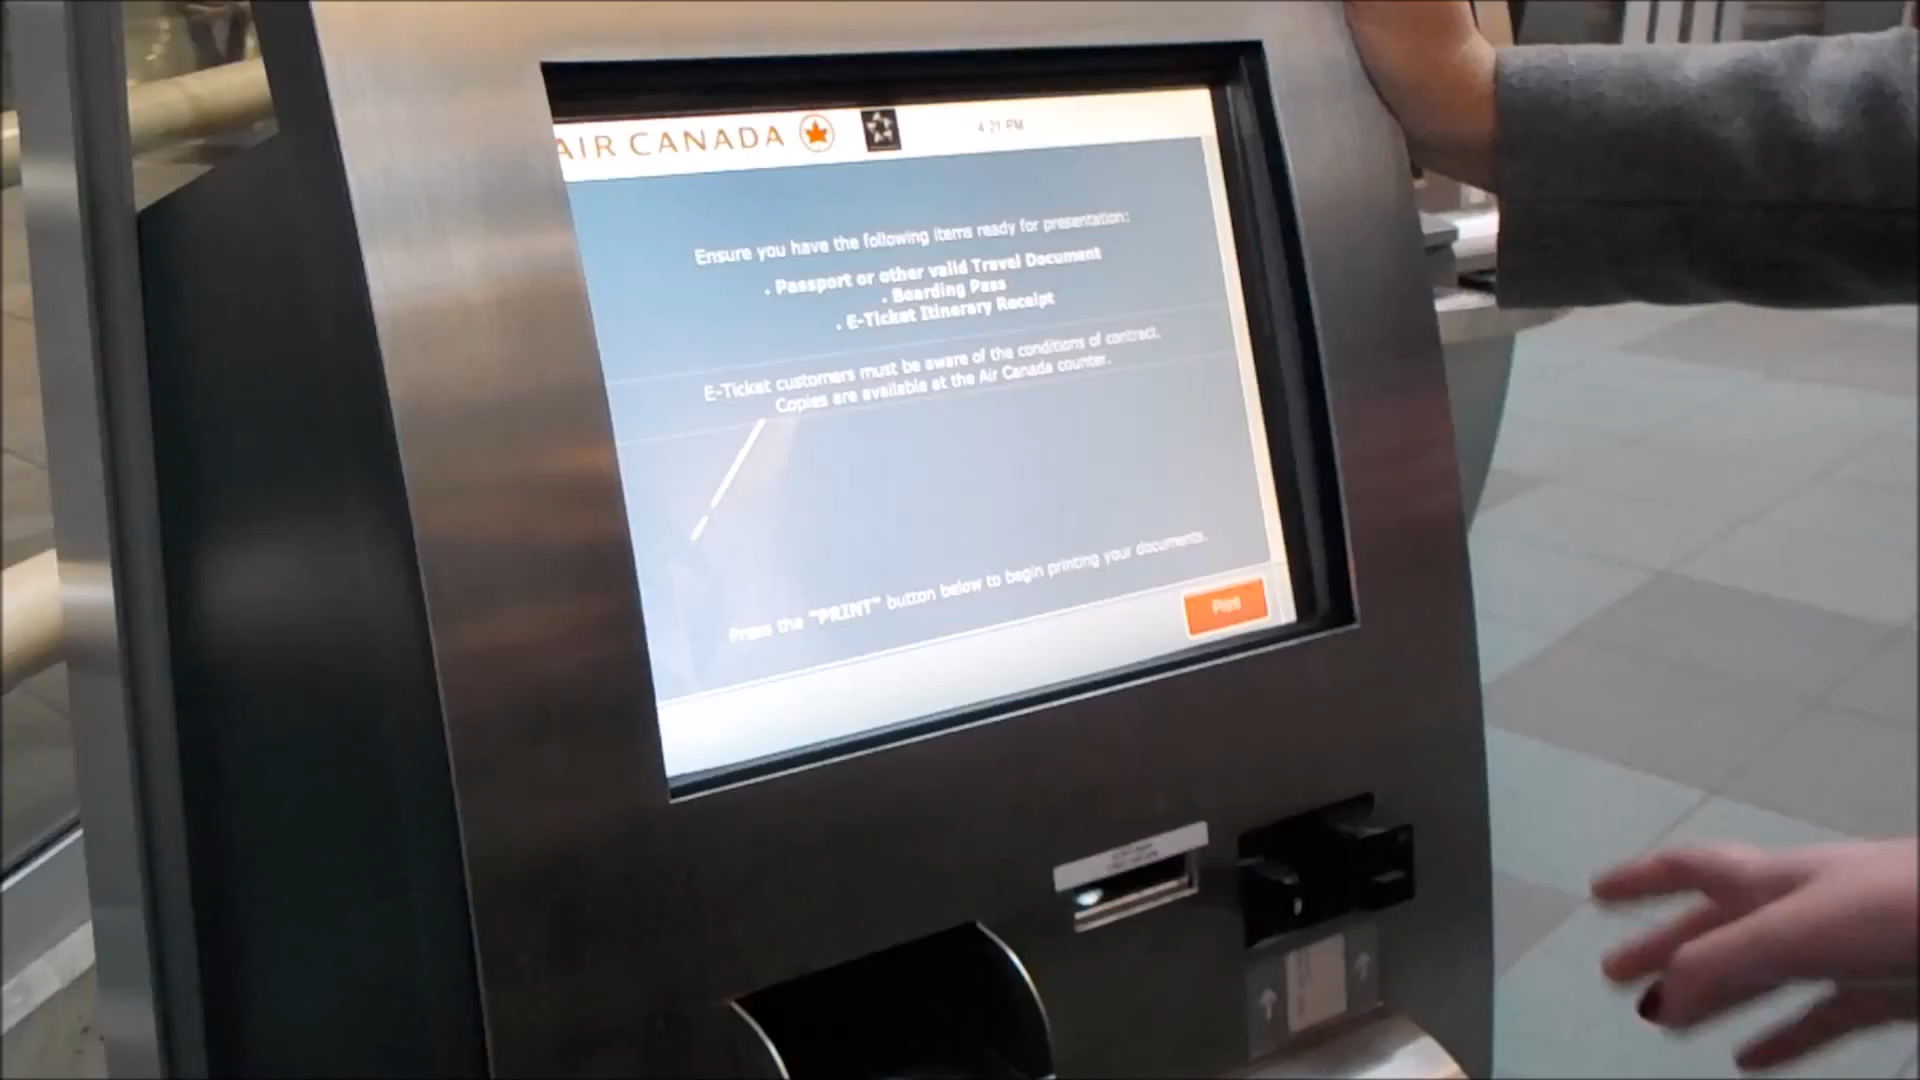 AIR CANADA
4:21 PM
Ensure you have the following items ready for presentation:
. Passport or other valid Travel Document
. Boarding Pass
. E-Ticket Itinerary Receipt
E-Ticket customers must be aware of the conditions of contract.
Copies are available at the Air Canada counter.
Press the "PRINT" button below to begin printing your documents.
Print